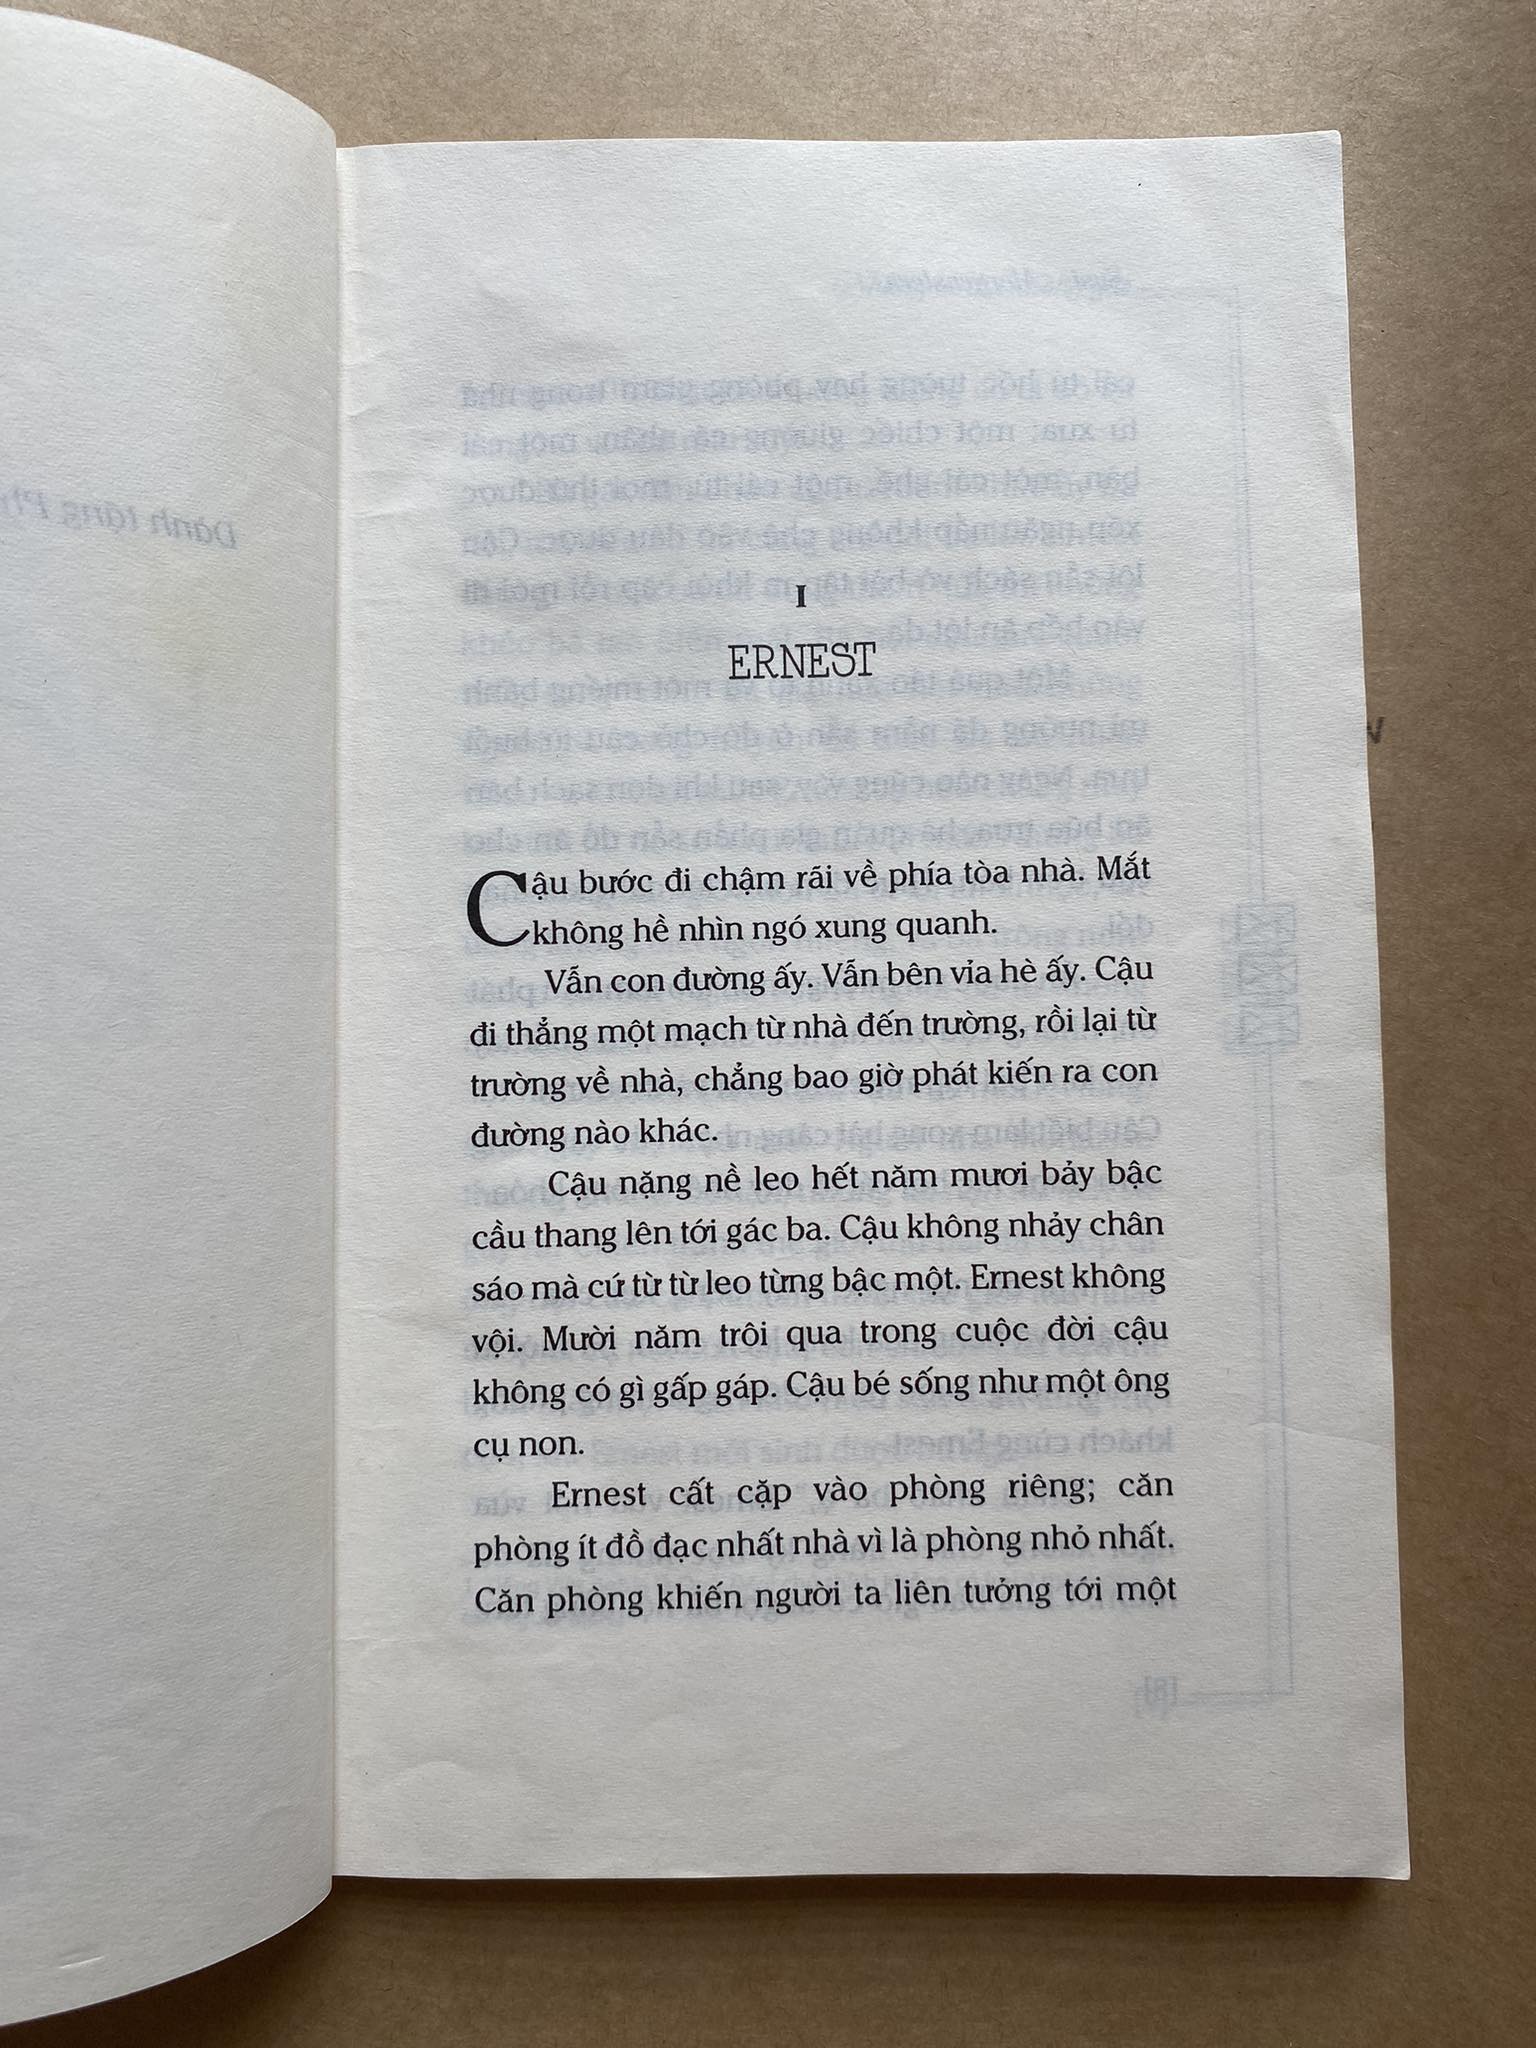 I
ERNEST
Cậu bước đi chậm rãi về phía tòa nhà. Mắt
không hề nhìn ngó xung quanh.
Vẫn con đường ấy. Vẫn bên vỉa hè ấy. Cậu
đi thẳng một mạch từ nhà đến trường, rồi lại từ
trường về nhà, chẳng bao giờ phát kiến ra con
đường nào khác.
Cậu nặng nề leo hết năm mươi bảy bậc
cầu thang lên tới gác ba. Cậu không nhảy chân
sáo mà cứ từ từ leo từng bậc một. Ernest không
vội. Mười năm trôi qua trong cuộc đời cậu
không có gì gấp gáp. Cậu bé sống như một ông
cụ non.
Ernest cất cặp vào phòng riêng; căn
phòng ít đồ đạc nhất nhà vì là phòng nhỏ nhất.
Căn phòng khiến người ta liên tưởng tới một